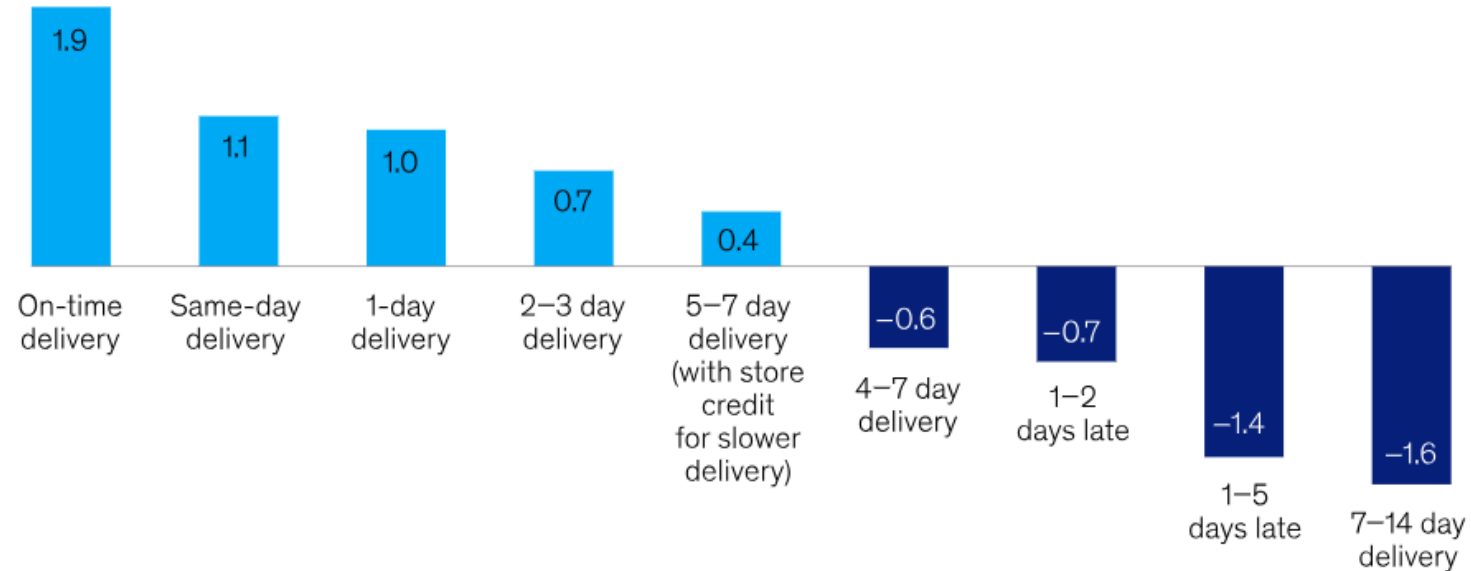 1.9
1.1
1.0
0.7
0.4
On-time
delivery
Same-day
delivery
1-day
delivery
2–3 day
delivery
5–7 day
delivery
(with store
credit
for slower
delivery)
–0.6
4–7 day
delivery
–0.7
1–2
days late
–1.4
1–5
days late
–1.6
7–14 day
delivery